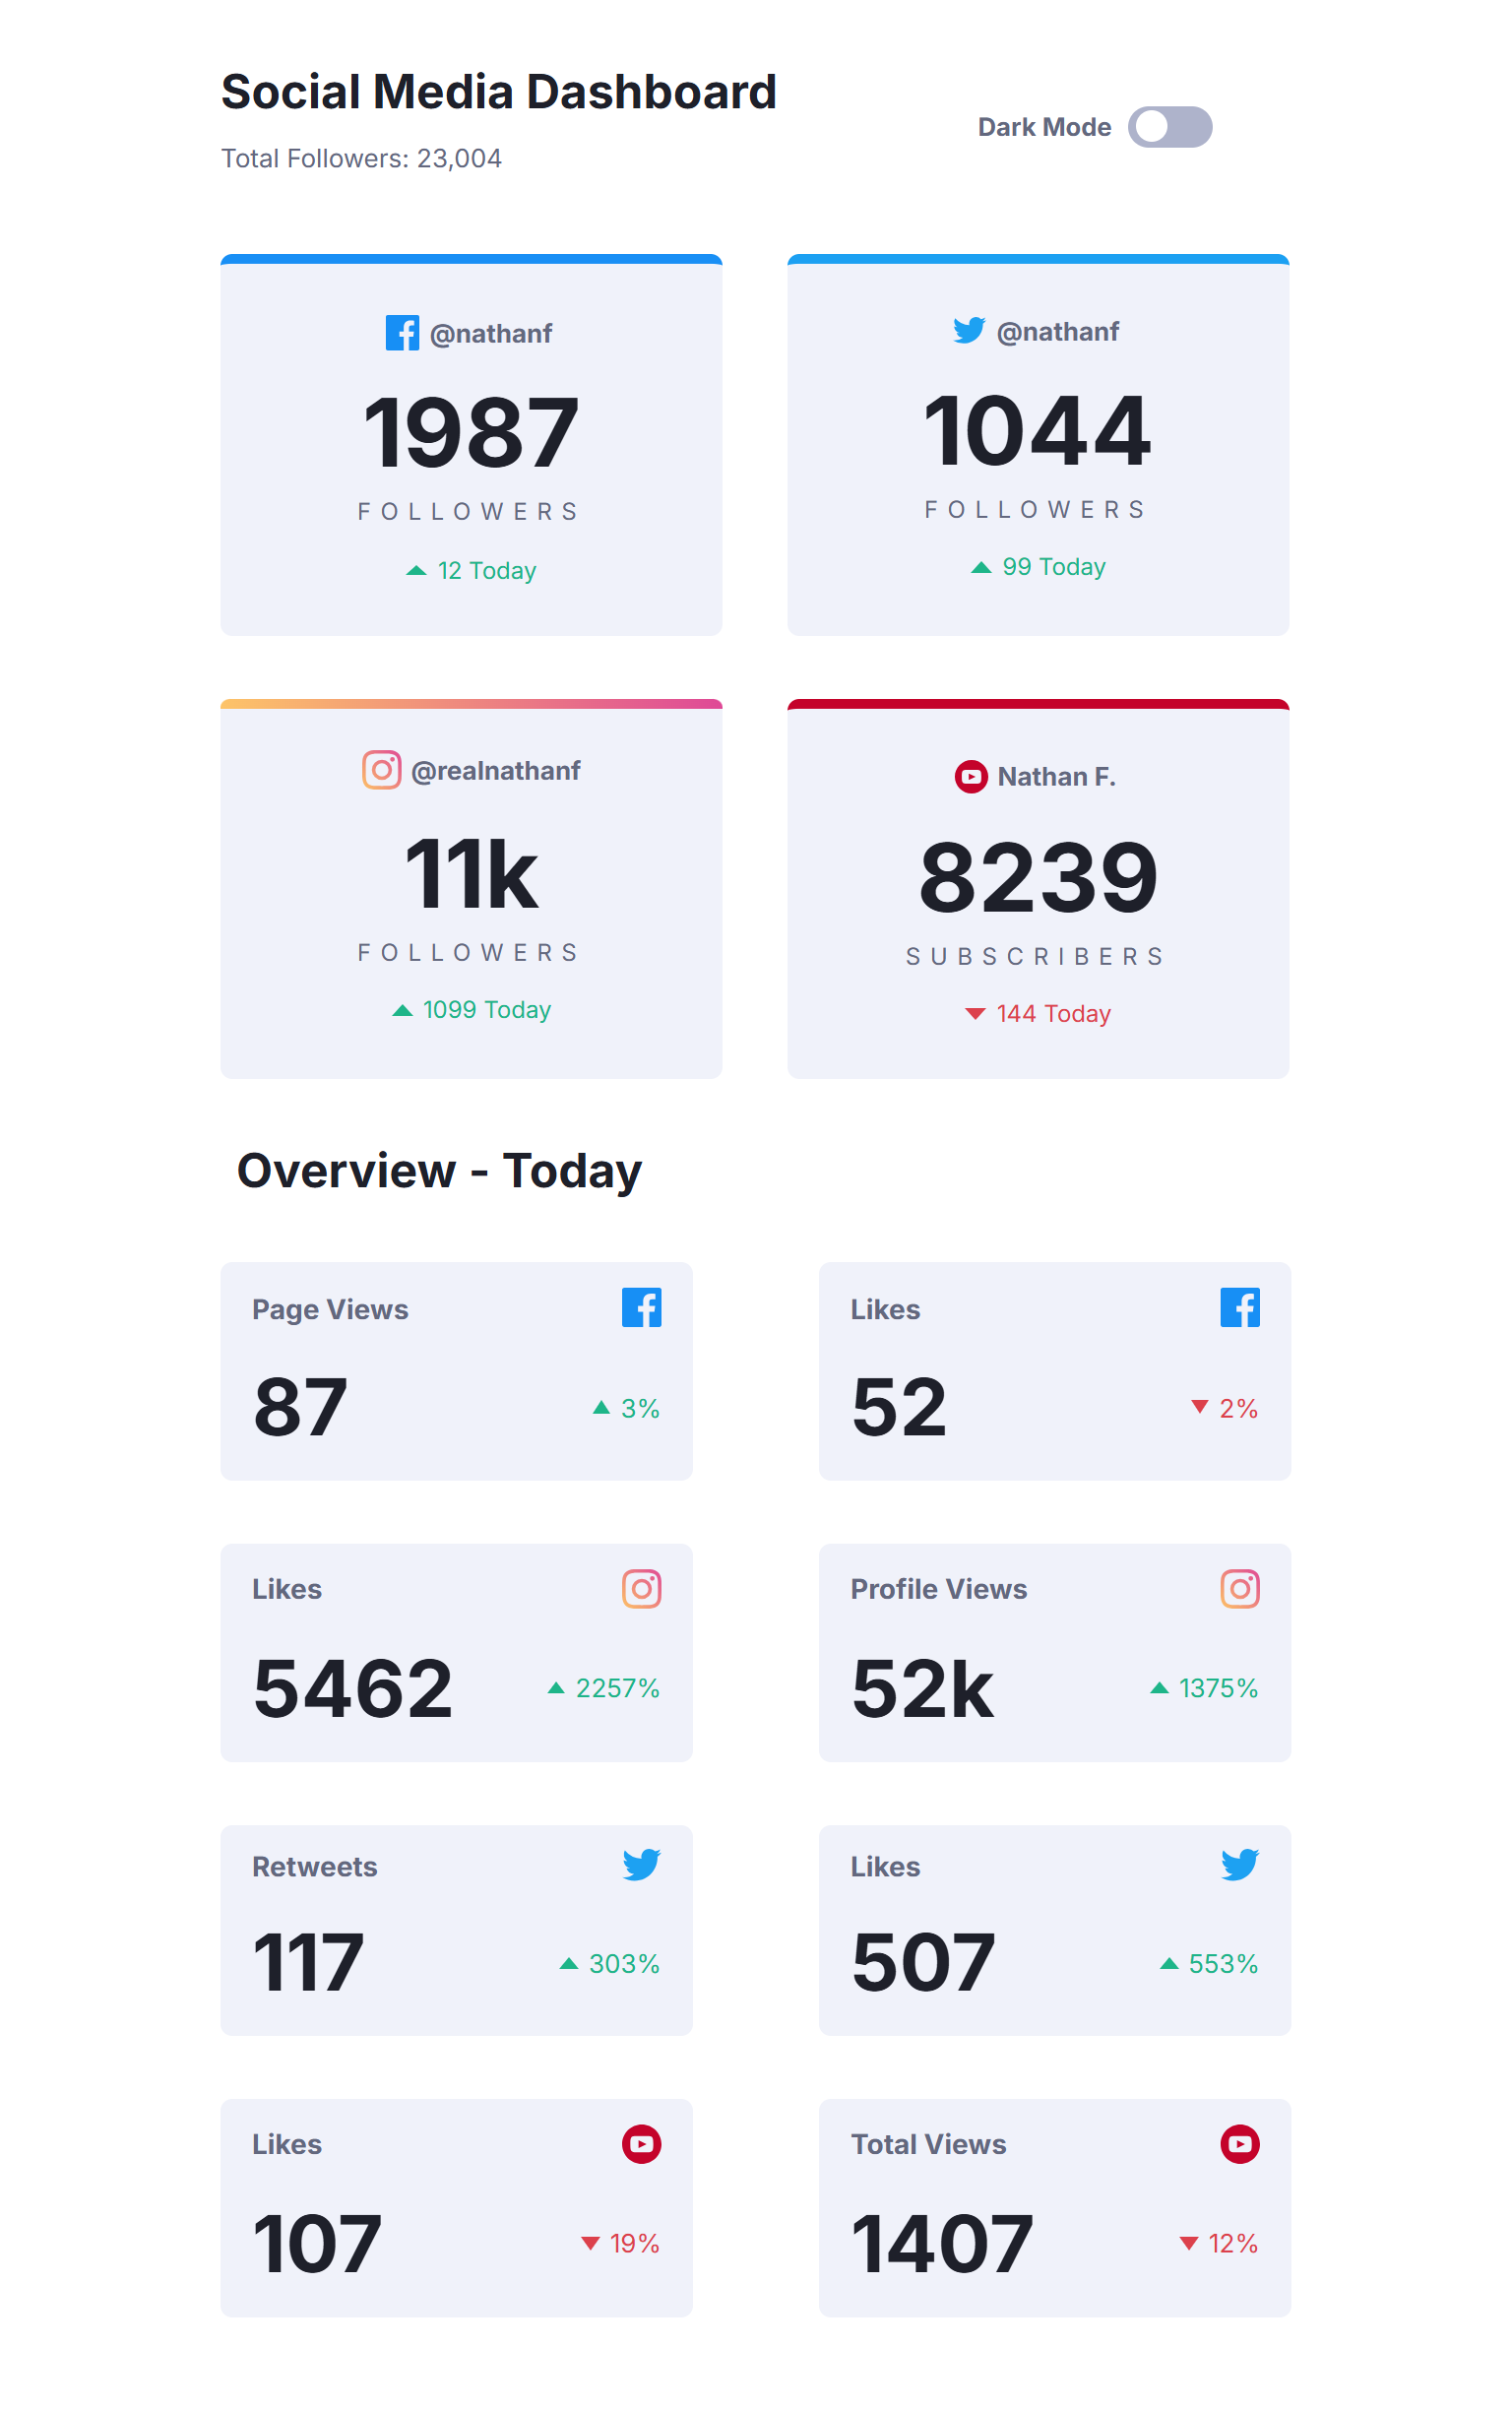 Social Media Dashboard
Total Followers: 23,004
Dark Mode
@nathanf
1987
FOLLOWERS
12 Today
@nathanf
1044
FOLLOWERS
99 Today
@realnathanf
11k
FOLLOWERS
1099 Today
Nathan F.
8239
SUBSCRIBERS
144 Today
Overview - Today
Page Views
87
3%
Likes
52
2%
Likes
5462
2257%
Profile Views
52k
1375%
Retweets
117
303%
Likes
507
553%
Likes
107
19%
Total Views
1407
12%